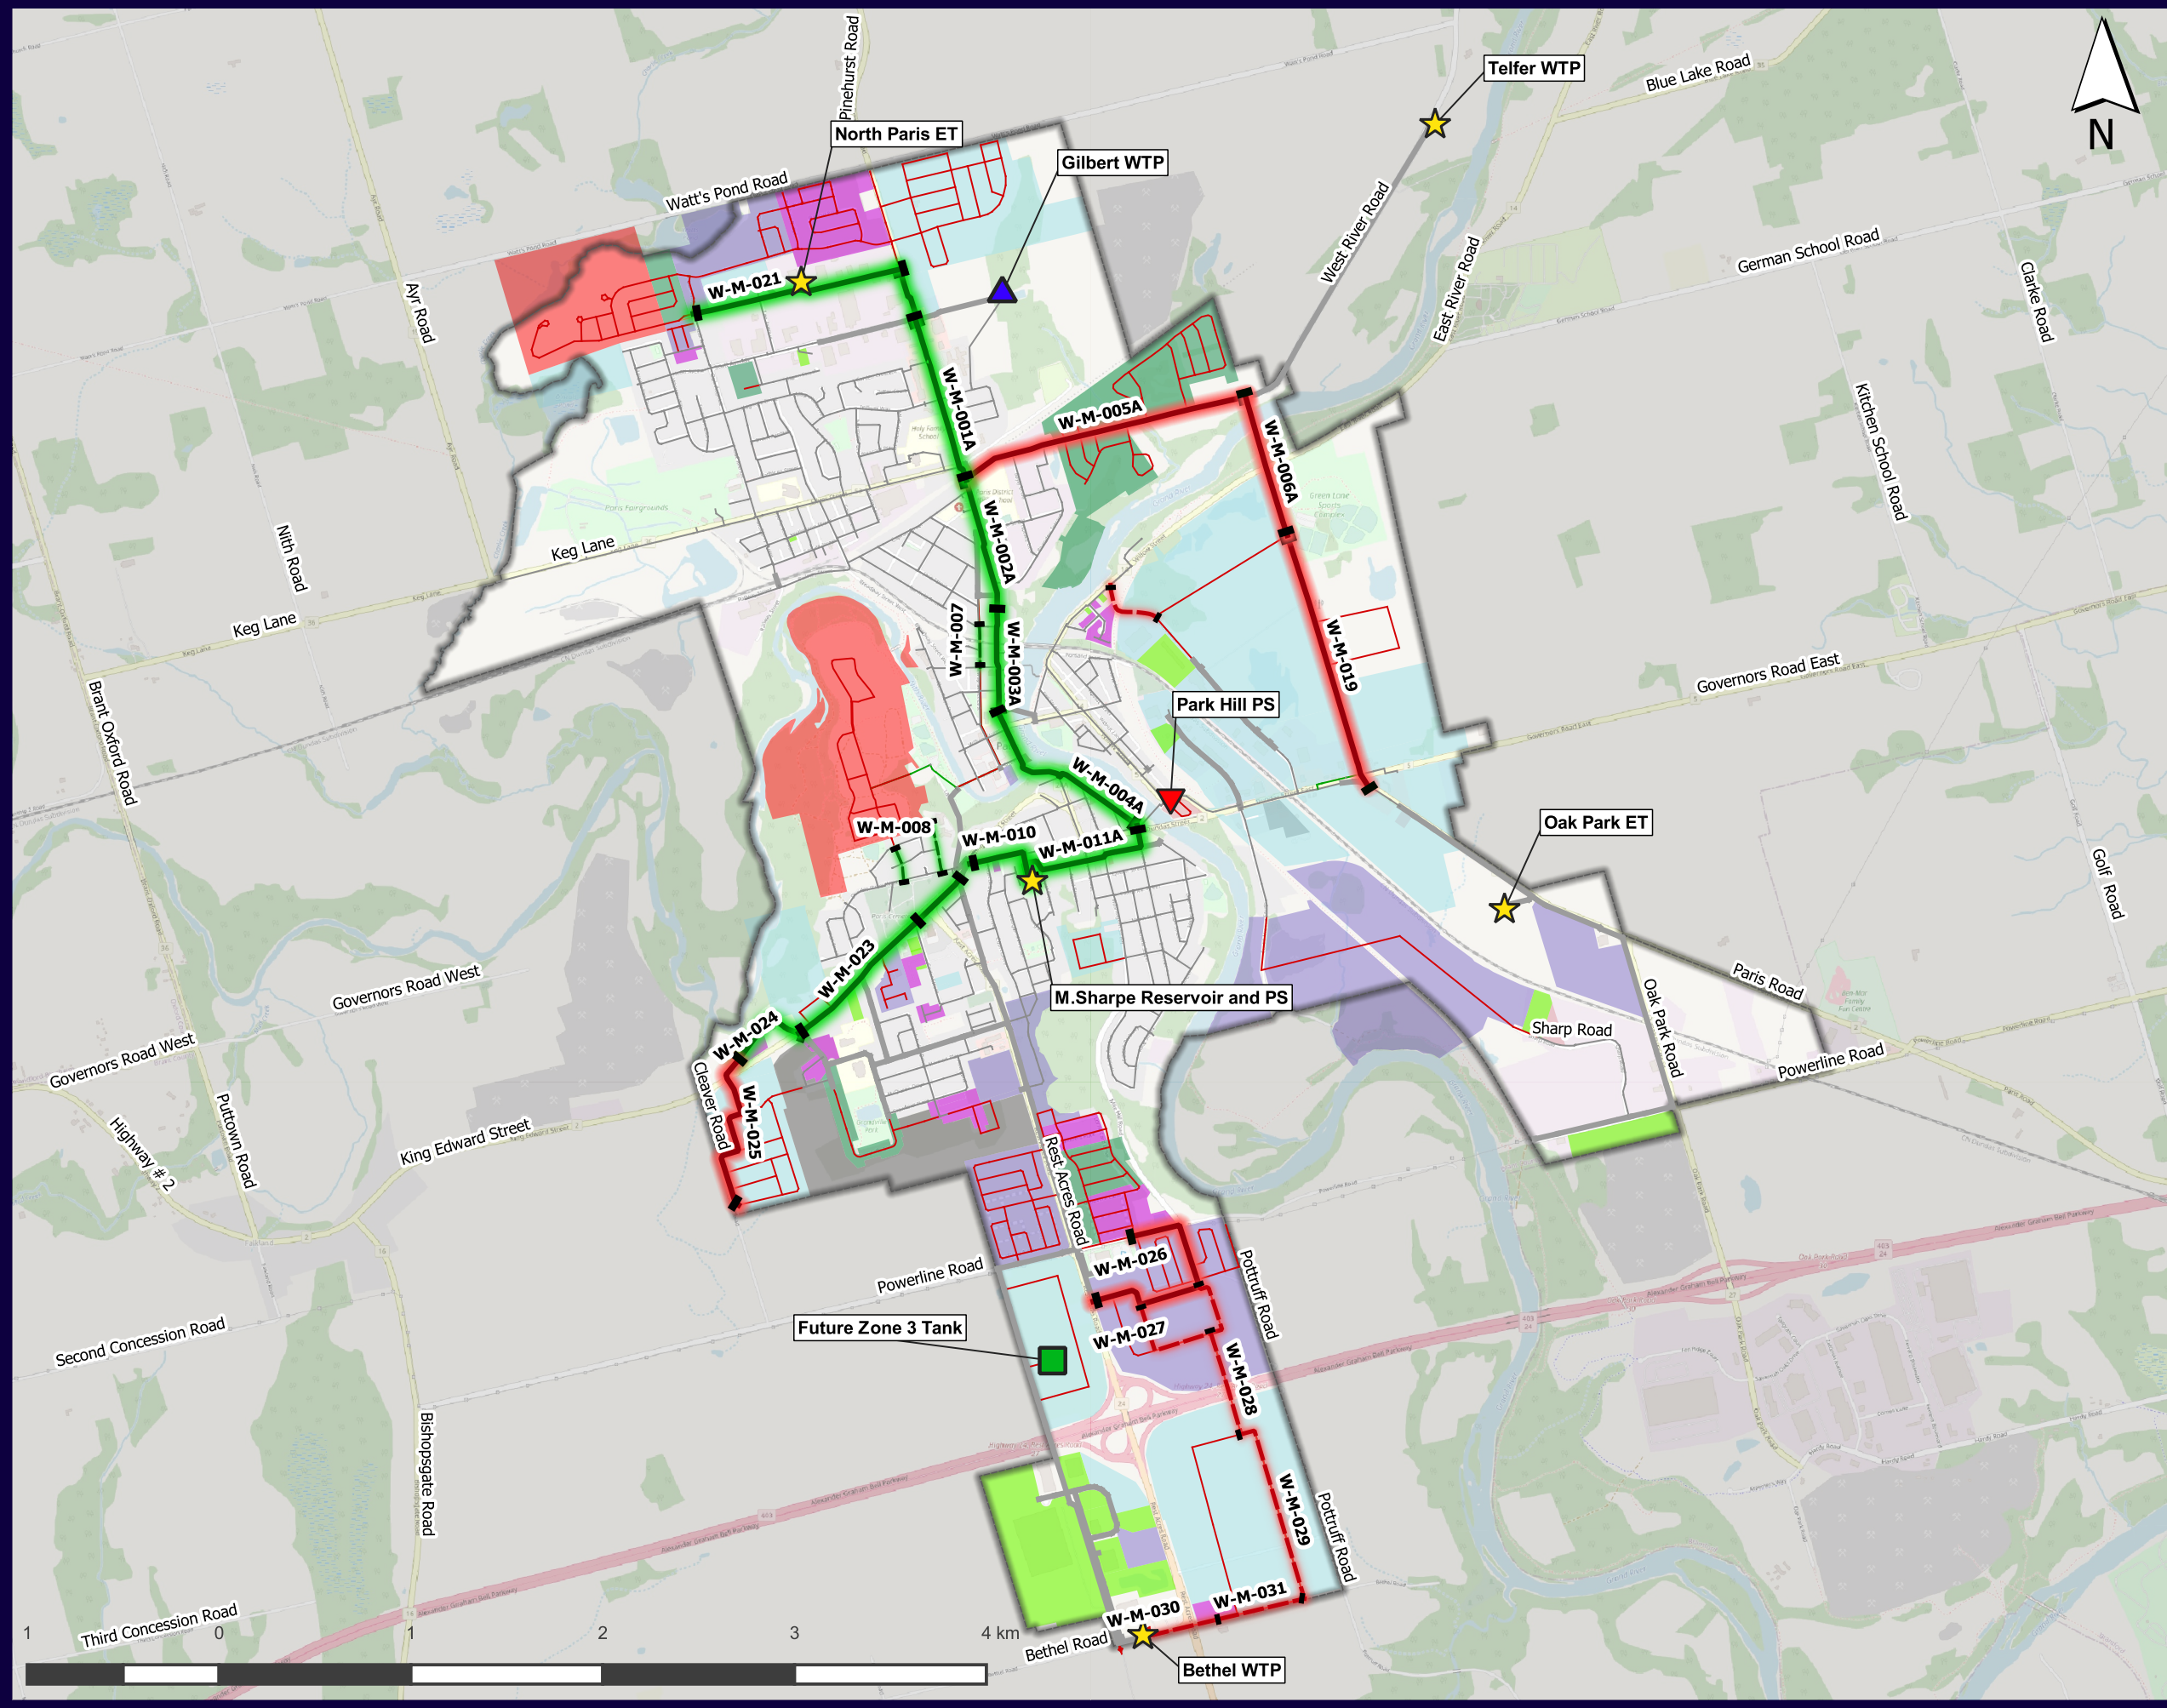 Telfer WTP
North Paris ET
Gilbert WTP
N
Pinehurst Road
Blue Lake Road
Watt's Pond Road
West River Road
East River Road
German School Road
Clarke Road
Ayr Road
W-M-021
W-M-001A
W-M-005A
W-M-006A
Kitchen School Road
W-M-002A
Keg Lane
Nith Road
Keg Lane
W-M-007
W-M-003A
W-M-019
Governors Road East
Brant Oxford Road
Park Hill PS
W-M-004A
W-M-008
W-M-010
W-M-011A
Oak Park ET
Golf Road
W-M-023
Governors Road West
M.Sharpe Reservoir and PS
Oak Park Road
Paris Road
Sharp Road
Powerline Road
Governors Road West
W-M-024
Cleaver Road
W-M-025
Puttown Road
Highway # 2
King Edward Street
Rest Acres Road
W-M-026
Pottruff Road
Powerline Road
Second Concession Road
Future Zone 3 Tank
W-M-027
W-M-028
Bishopsgate Road
W-M-029
Pottruff Road
W-M-031
W-M-030
Third Concession Road
Bethel Road
Bethel WTP
1 0 1 2 3 4 km